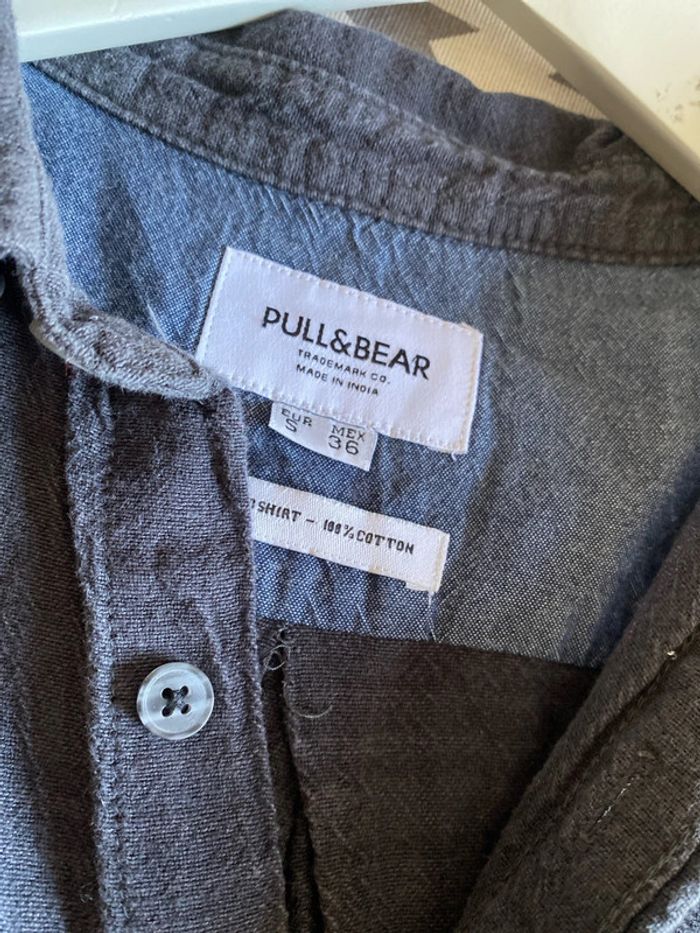 PULL&BEAR
TRADEMARK CO.
MADE IN INDIA
EUR MEX
S 36
SHIRT - 100% COTTON